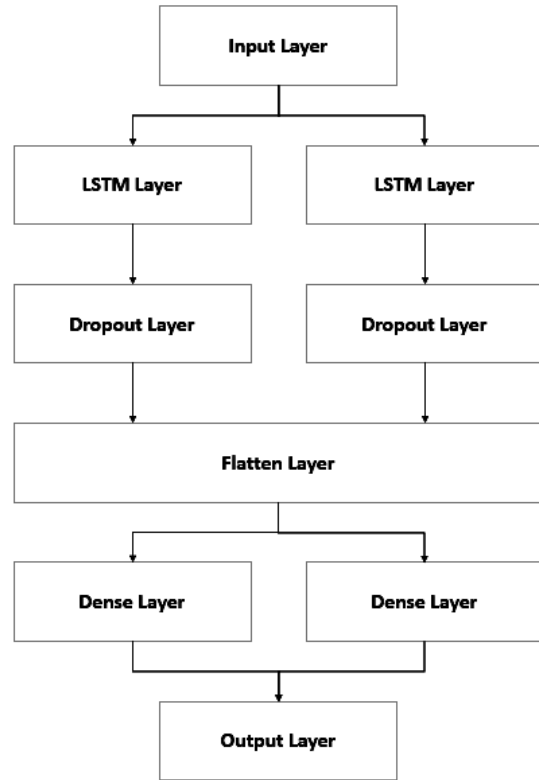 Input Layer
LSTM Layer
LSTM Layer
Dropout Layer
Dropout Layer
Flatten Layer
Dense Layer
Dense Layer
Output Layer